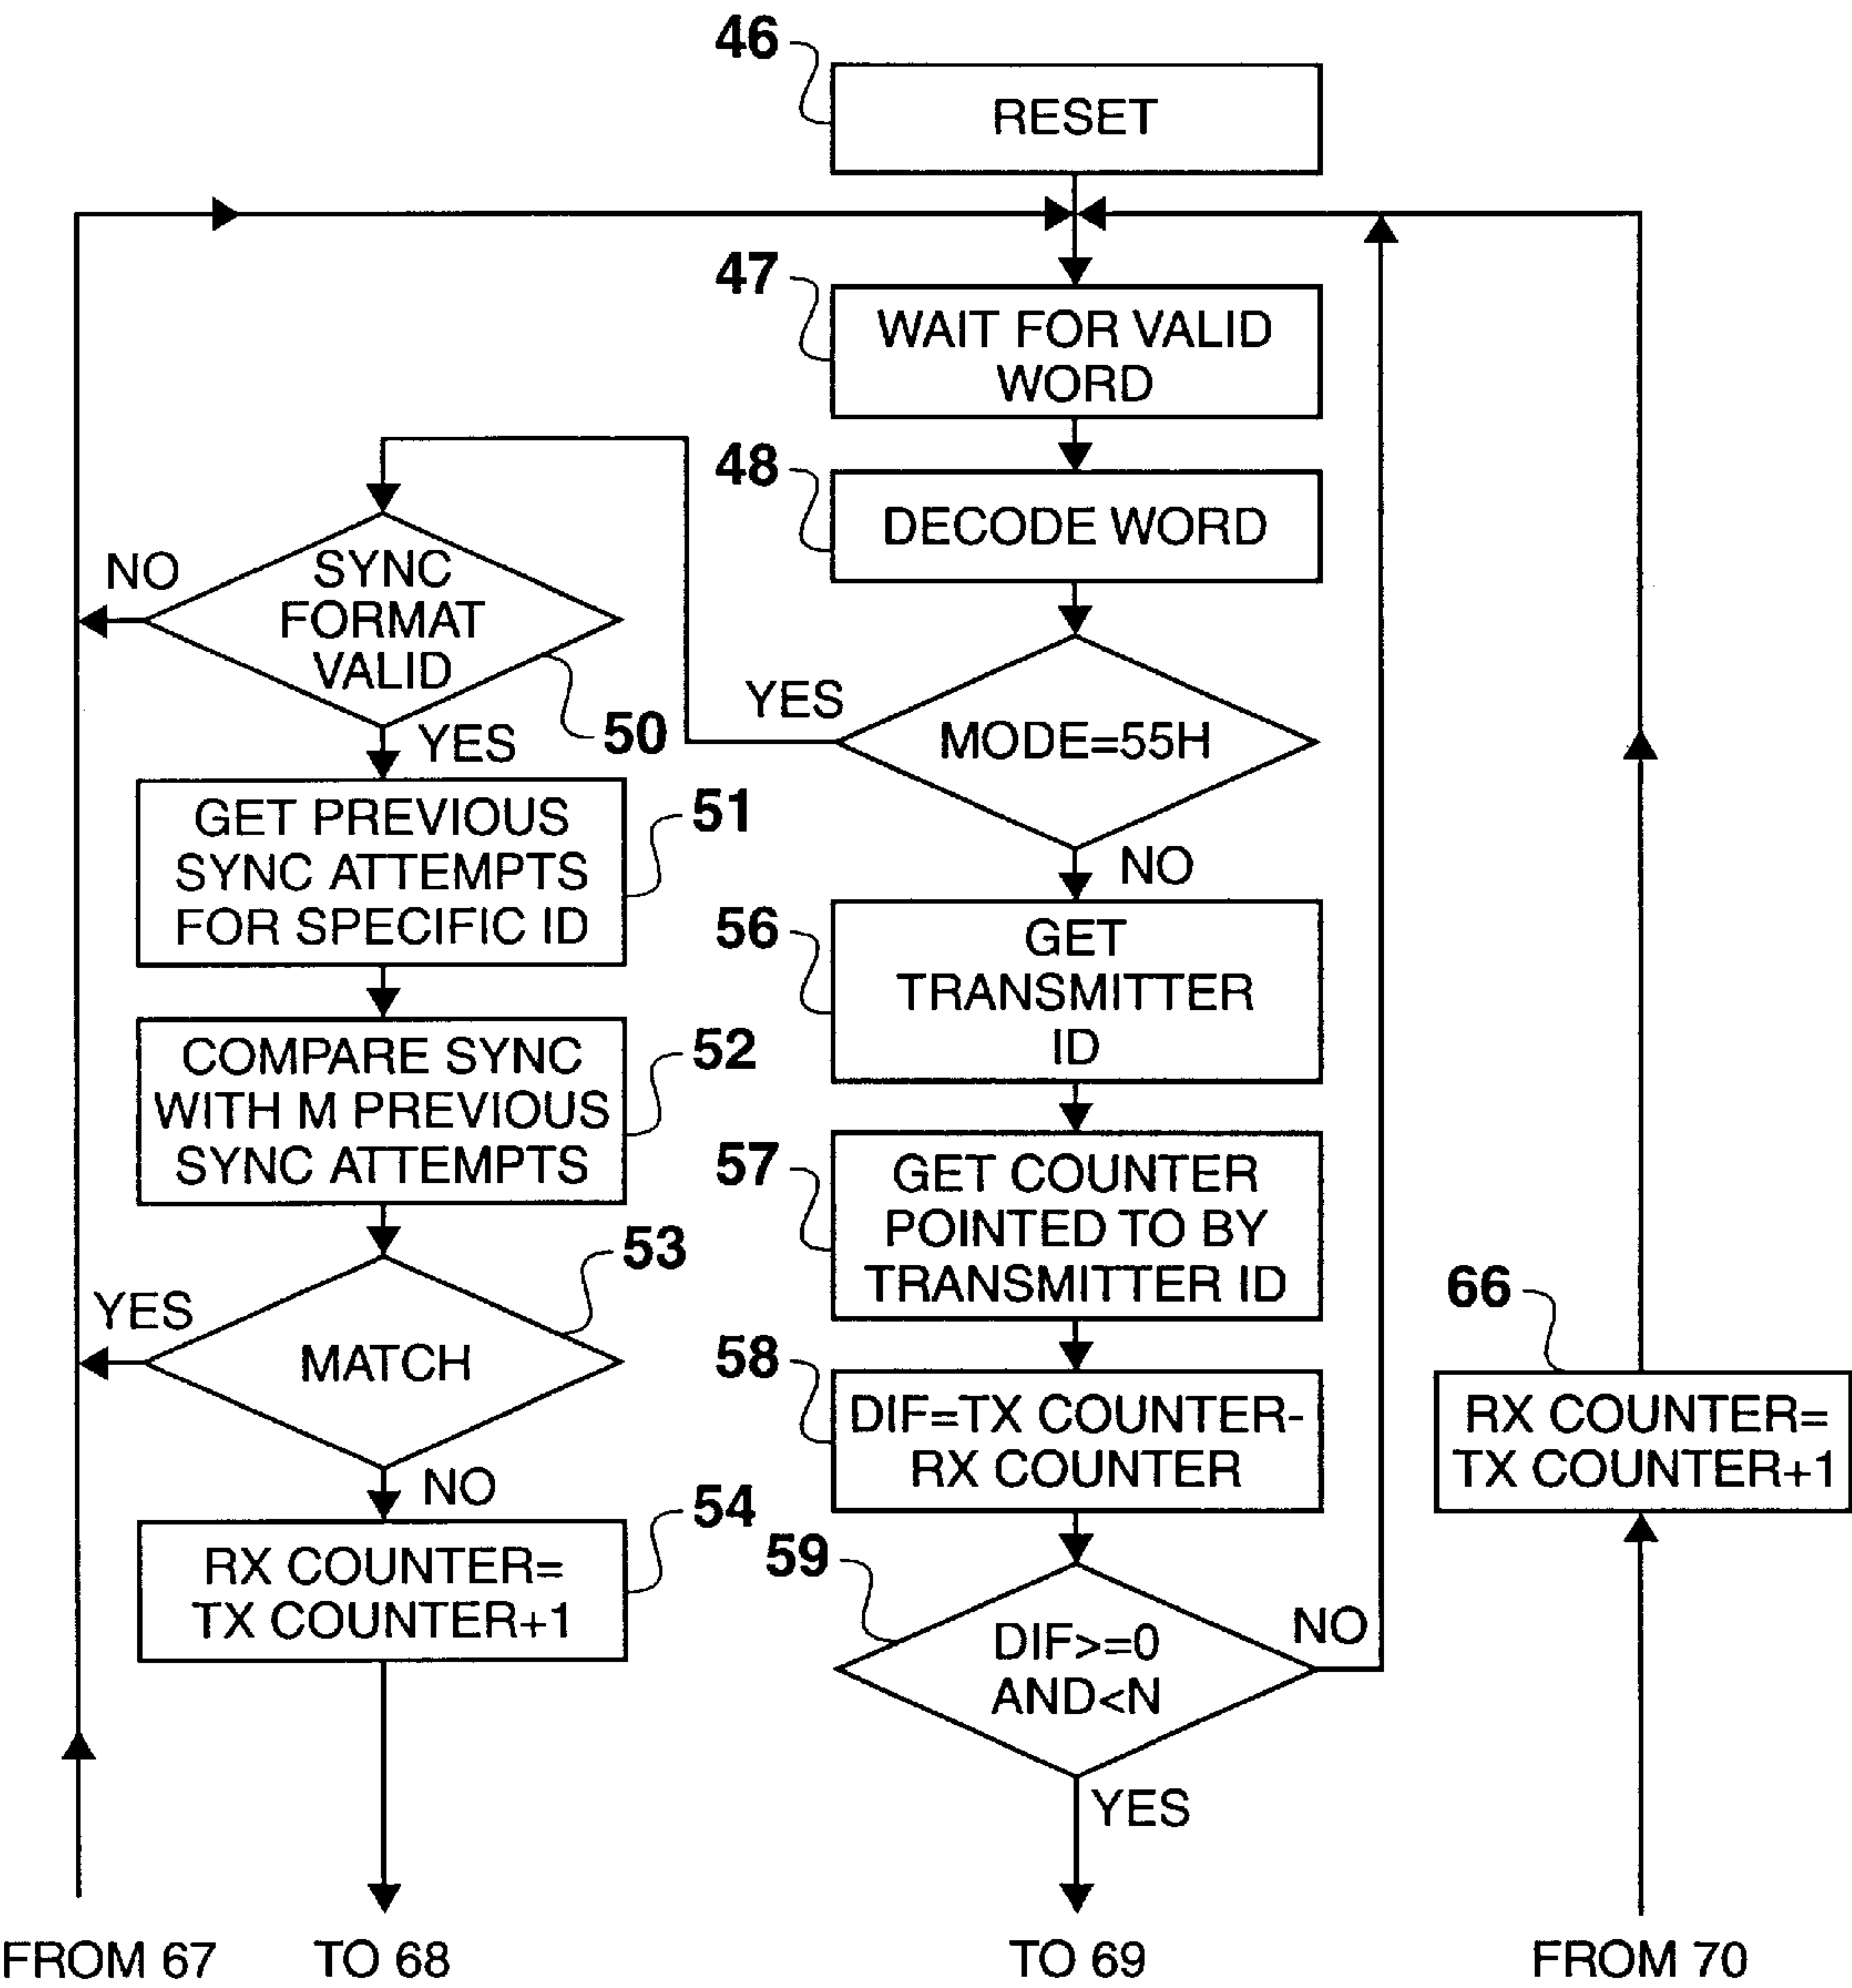 46
RESET
47
WAIT FOR VALID
WORD
48
DECODE WORD
MODE=55H
YES
NO
SYNC
FORMAT
VALID
NO
YES
50
GET PREVIOUS
SYNC ATTEMPTS
FOR SPECIFIC ID
51
COMPARE SYNC
WITH M PREVIOUS
SYNC ATTEMPTS
52
53
MATCH
YES
NO
54
RX COUNTER=
TX COUNTER+1
56
GET
TRANSMITTER
ID
57
GET COUNTER
POINTED TO BY
TRANSMITTER ID
58
DIF=TX COUNTER-
RX COUNTER
59
DIF>=0
AND<N
NO
YES
66
RX COUNTER=
TX COUNTER+1
FROM 67
TO 68
TO 69
FROM 70